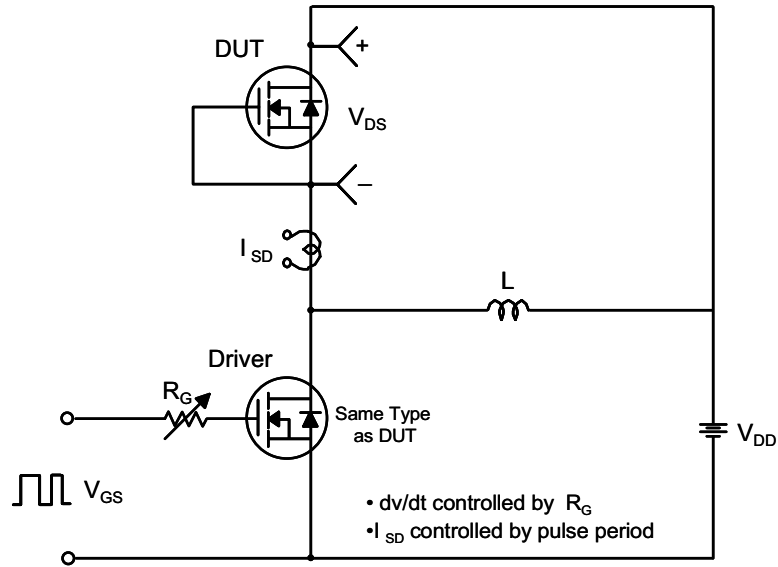 DUT
+
VDS
−
ISD
L
Driver
RG
Same Type
as DUT
VDD
VGS
• dv/dt controlled by RG
•ISD controlled by pulse period